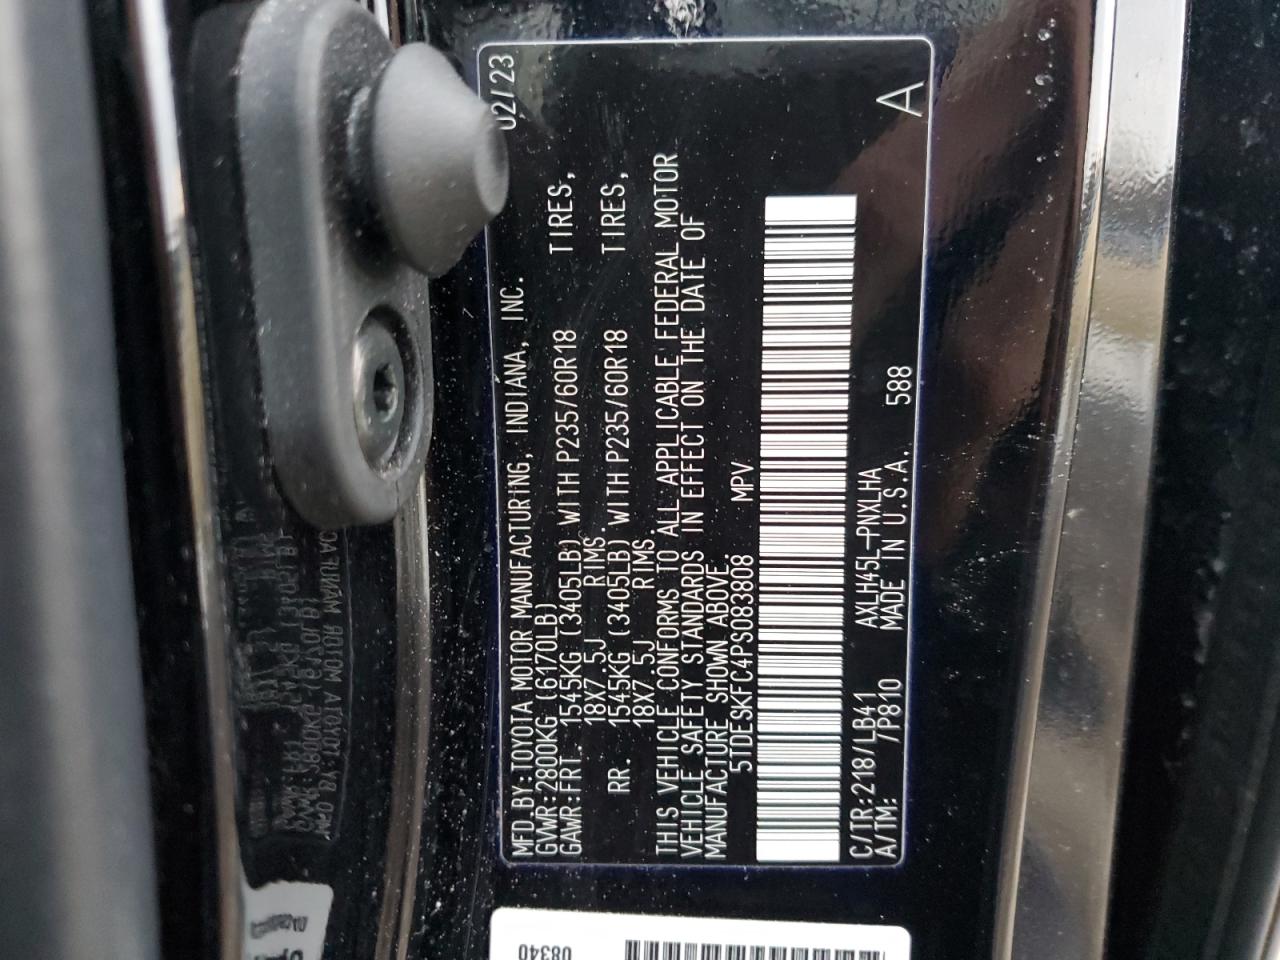 02/23
MFD.BY:TOYOTA MOTOR MANUFACTURING, INDIANA, INC.
GVWR:2800KG (6170LB)
GAWR:FRT. 1545KG (3405LB) WITH P235/60R18 TIRES,
18X7.5J RIMS
RR. 1545KG (3405LB) WITH P235/60R18 TIRES,
18X7.5J RIMS
THIS VEHICLE CONFORMS TO ALL APPLICABLE FEDERAL MOTOR
VEHICLE SAFETY STANDARDS IN EFFECT ON THE DATE OF
MANUFACTURE SHOWN ABOVE.
5TDESKFC4PS083808 MPV
C/TR:218/LB41 AXLH45L-PNXLHA
A/TM: /P810 MADE IN U.S.A. 588
A
08340